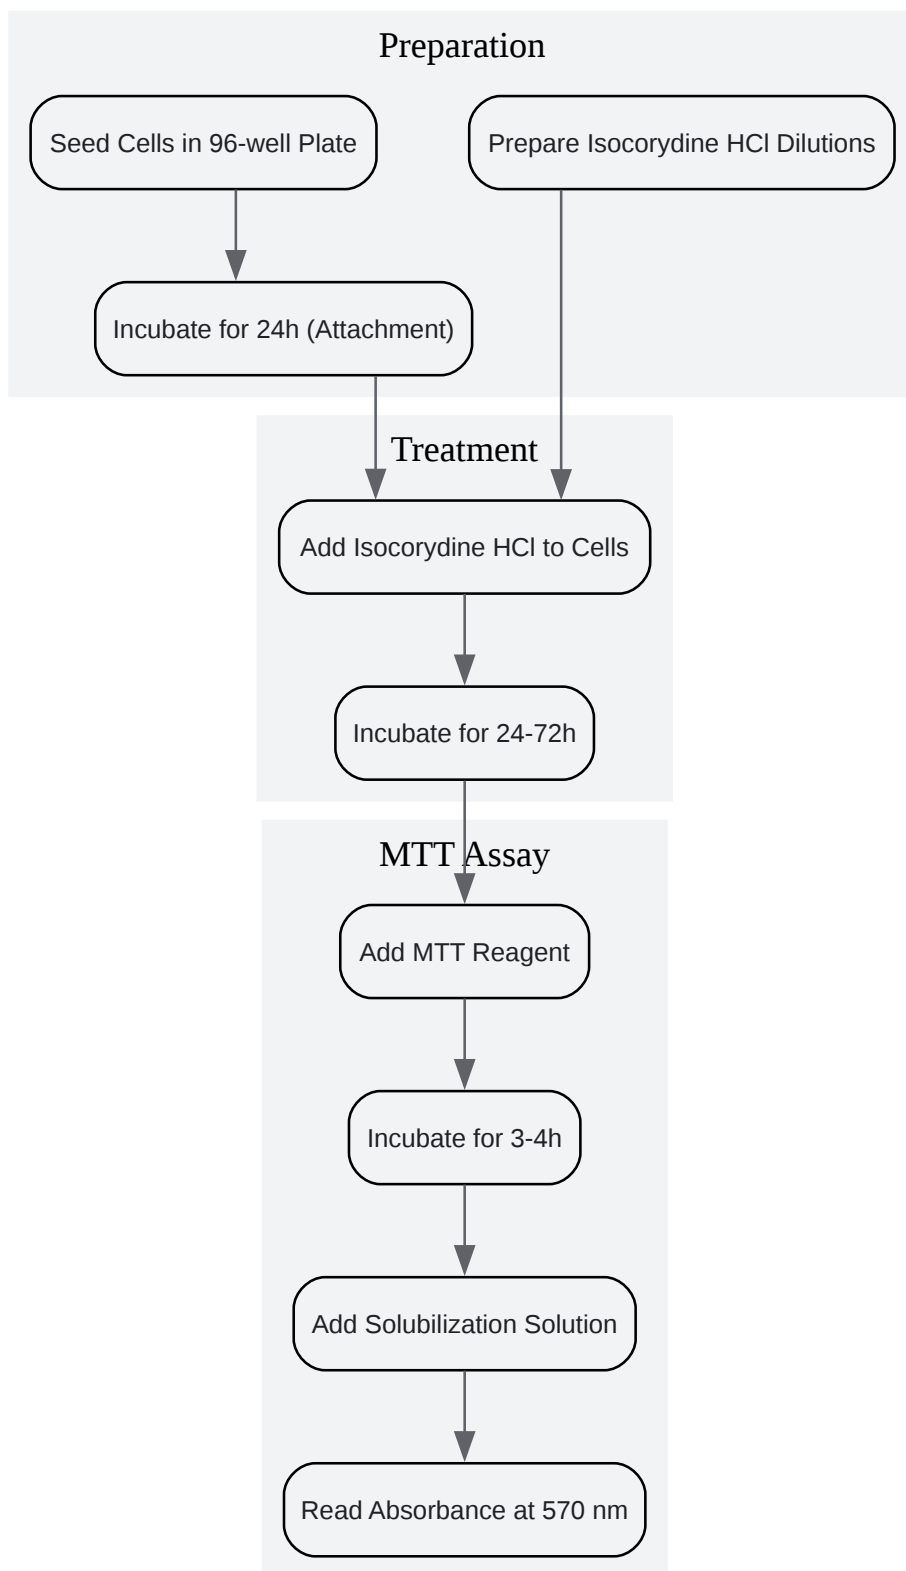 Preparation
Seed Cells in 96-well Plate
Prepare Isocorydine HCl Dilutions
Incubate for 24h (Attachment)
Treatment
Add Isocorydine HCl to Cells
Incubate for 24-72h
MTT Assay
Add MTT Reagent
Incubate for 3-4h
Add Solubilization Solution
Read Absorbance at 570 nm